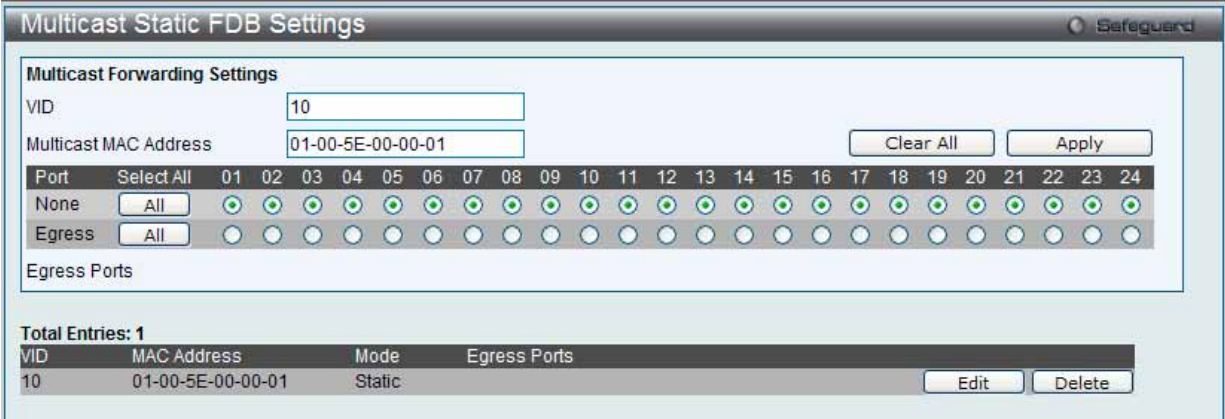 Multicast Static FDB Settings Safeguard
Multicast Forwarding Settings
VID 10
Multicast MAC Address 01-00-5E-00-00-01 Clear All Apply
Port Select All 01 02 03 04 05 06 07 08 09 10 11 12 13 14 15 16 17 18 19 20 21 22 23 24
None All
Egress All
Egress Ports
Total Entries: 1
VID MAC Address Mode Egress Ports
10 01-00-5E-00-00-01 Static Edit Delete